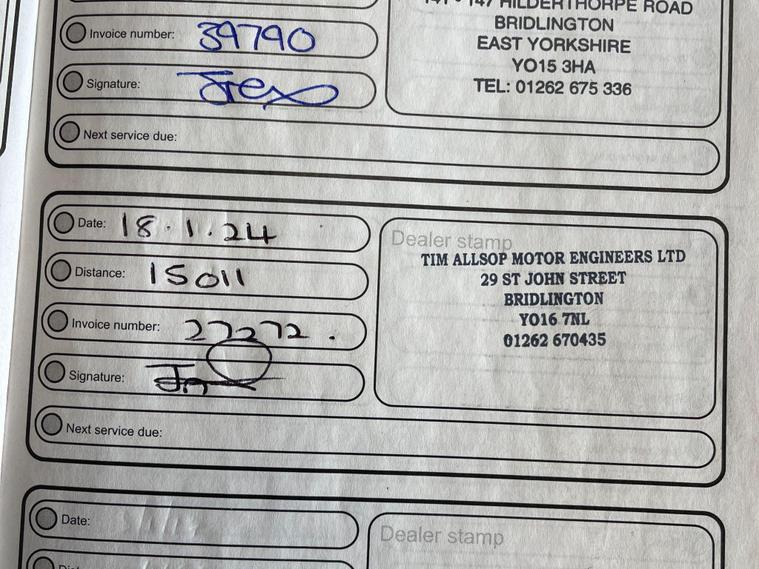 147 HILDERTHORPE ROAD
BRIDLINGTON
EAST YORKSHIRE
YO15 3HA
TEL: 01262 675 336
Invoice number: 39790
Signature:
Next service due:
Date: 18.1.24
Distance: 15011
Invoice number: 27272.
Signature:
Next service due:
Dealer stamp
TIM ALLSOP MOTOR ENGINEERS LTD
29 ST JOHN STREET
BRIDLINGTON
YO16 7NL
01262 670435
Date:
Dealer stamp